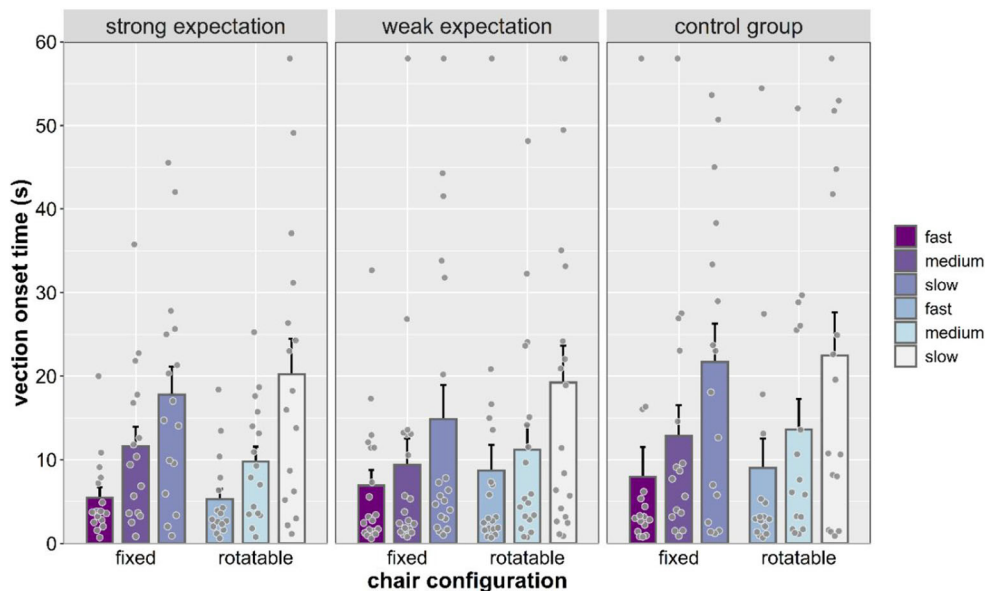 strong expectation
weak expectation
control group
vection onset time (s)
60
50
40
30
20
10
0
fixed
rotatable
fixed
rotatable
fixed
rotatable
chair configuration
fast
medium
slow
fast
medium
slow